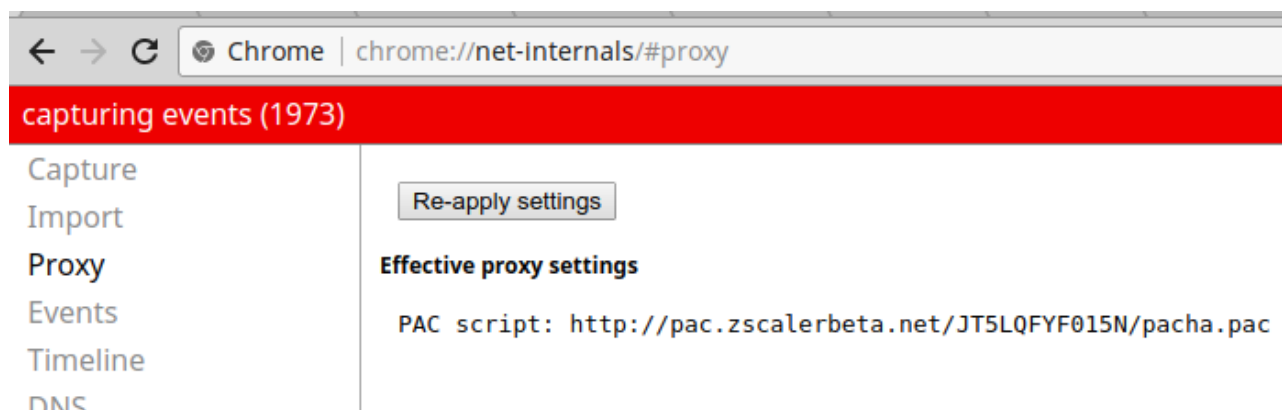 Chrome | chrome://net-internals/#proxy
capturing events (1973)
Capture
Import
Proxy
Events
Timeline
DNS
Re-apply settings
Effective proxy settings
PAC script: http://pac.zscalerbeta.net/JT5LQFYF015N/pacha.pac